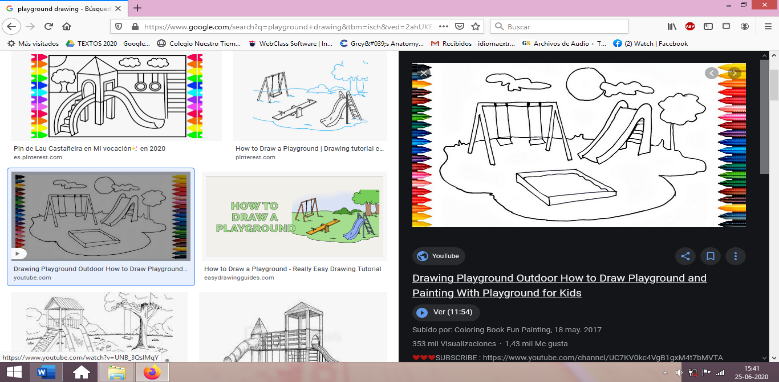 playground drawing - Búsqued
https://www.google.com/search?q=playground+drawing&tbm=isch&ved=2ahUKE
Buscar
Más visitados
TEXTOS 2020 - Google...
Colegio Nuestro Tiem...
WebClass Software | In...
Grey&#039;s Anatomy...
Recibidos
idiomaextr...
Archivos de Audio - T...
(2) Watch | Facebook
Pin de Lau Castañeira en Mi vocación en 2020
es.pinterest.com
How to Draw a Playground | Drawing tutorial e...
pinterest.com
HOW TO
DRAW A
PLAYGROUND
Drawing Playground Outdoor How to Draw Playground...
youtube.com
How to Draw a Playground - Really Easy Drawing Tutorial
easydrawingguides.com
YouTube
Drawing Playground Outdoor How to Draw Playground and
Painting With Playground for Kids
Ver (11:54)
Subido por: Coloring Book Fun Painting, 18 may. 2017
353 mil Visualizaciones · 1,43 mil Me gusta
SUBSCRIBE : https://www.youtube.com/channel/UC7KV0kc4VgB1gxM4t7bMVTA
https://www.youtube.com/watch?v=UNB_3QsIMqY
15:41
25-06-2020